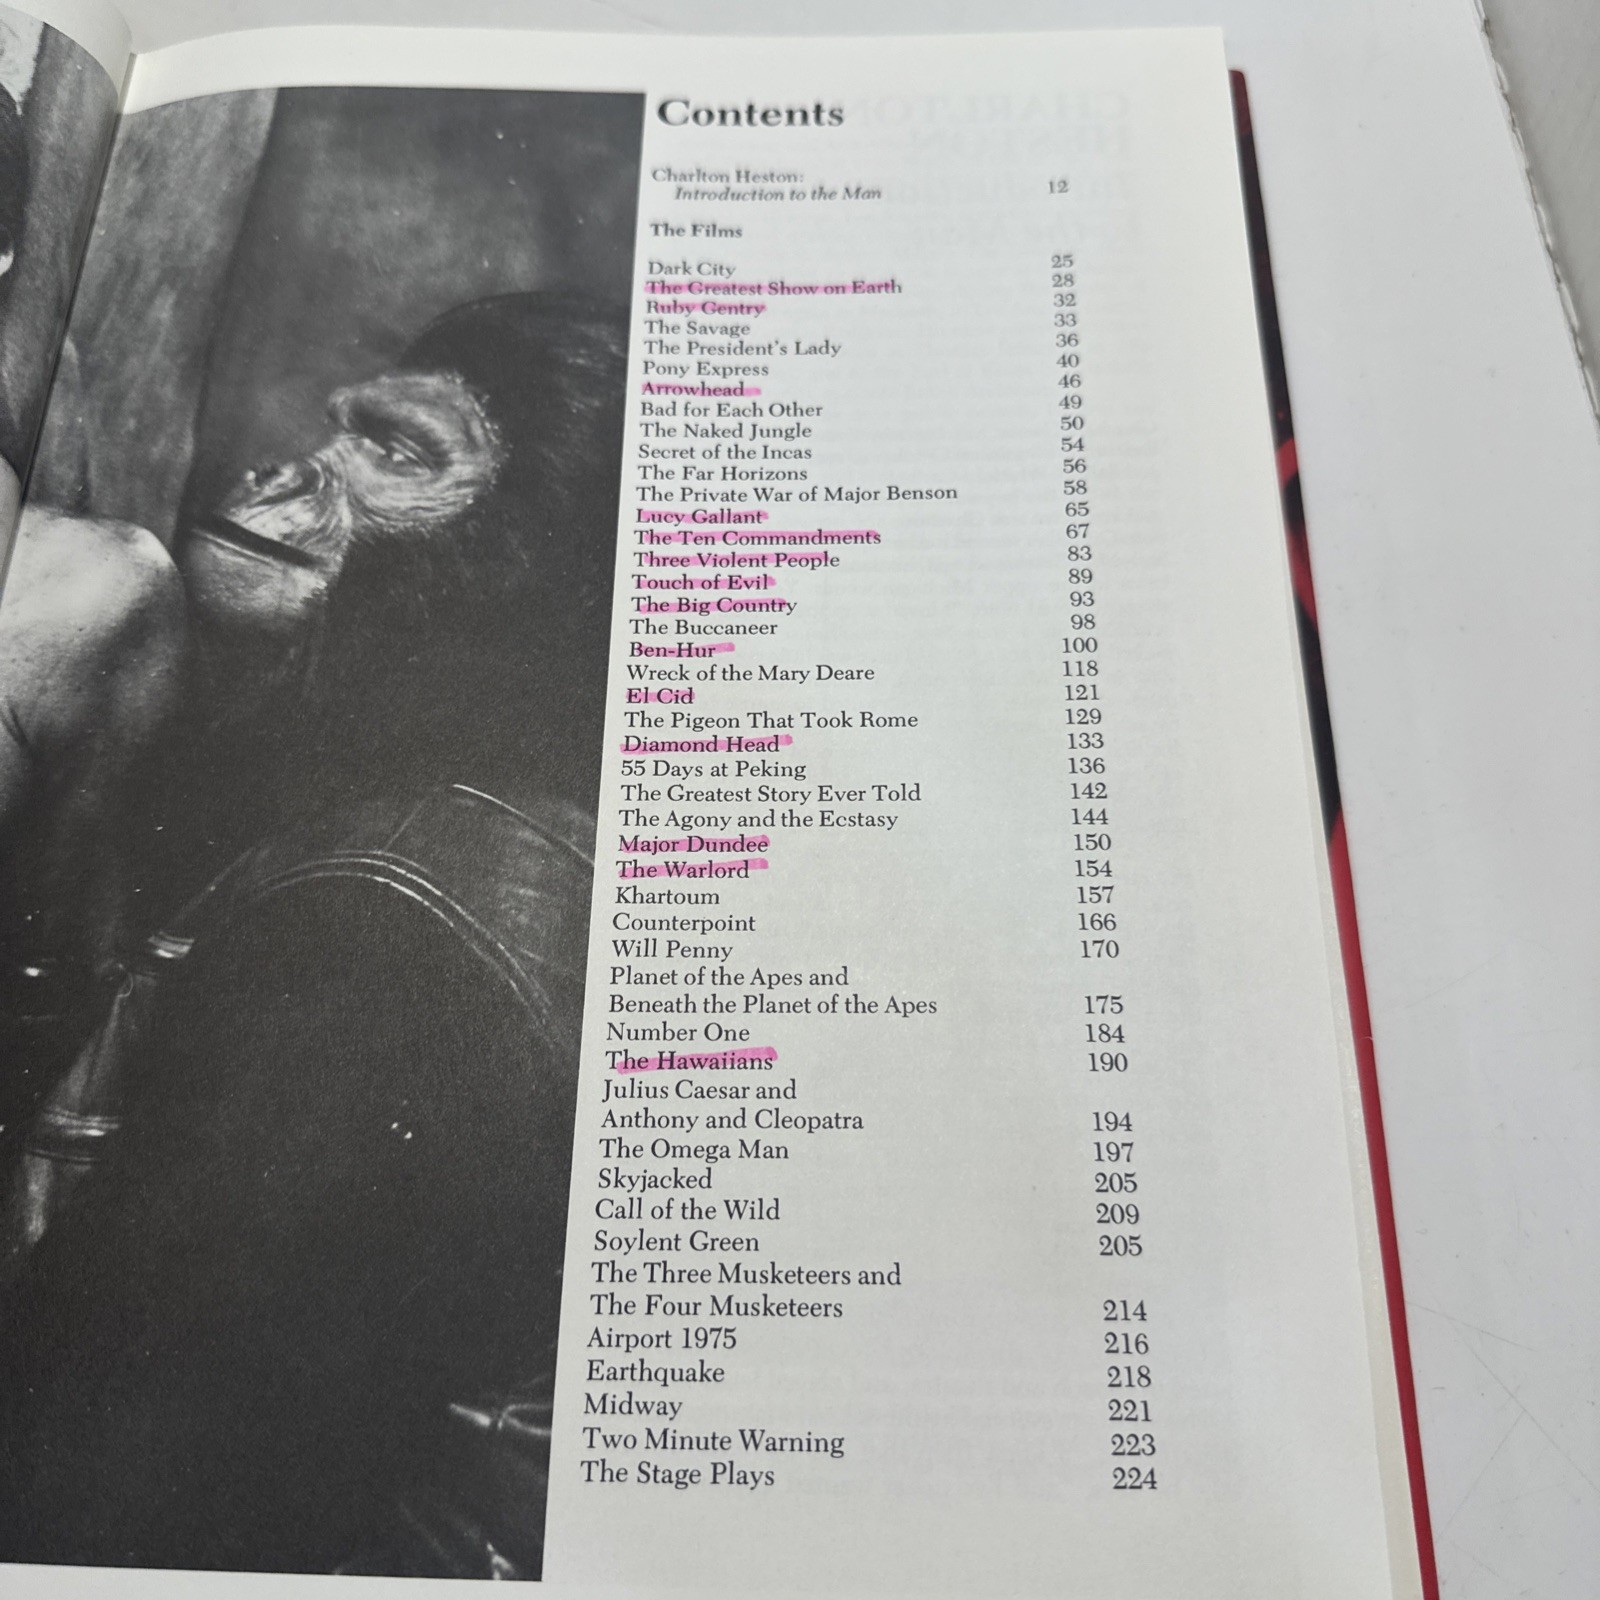 Contents
Charlton Heston:
Introduction to the Man 12
The Films
Dark City 25
The Greatest Show on Earth 28
Ruby Gentry 32
The Savage 33
The President's Lady 36
Pony Express 40
Arrowhead 46
Bad for Each Other 49
The Naked Jungle 50
Secret of the Incas 54
The Far Horizons 56
The Private War of Major Benson 58
Lucy Gallant 65
The Ten Commandments 67
Three Violent People 83
Touch of Evil 89
The Big Country 93
The Buccaneer 98
Ben-Hur 100
Wreck of the Mary Deare 118
El Cid 121
The Pigeon That Took Rome 129
Diamond Head 133
55 Days at Peking 136
The Greatest Story Ever Told 142
The Agony and the Ecstasy 144
Major Dundee 150
The Warlord 154
Khartoum 157
Counterpoint 166
Will Penny 170
Planet of the Apes and
Beneath the Planet of the Apes 175
Number One 184
The Hawaiians 190
Julius Caesar and
Anthony and Cleopatra 194
The Omega Man 197
Skyjacked 205
Call of the Wild 209
Soylent Green 205
The Three Musketeers and
The Four Musketeers 214
Airport 1975 216
Earthquake 218
Midway 221
Two Minute Warning 223
The Stage Plays 224